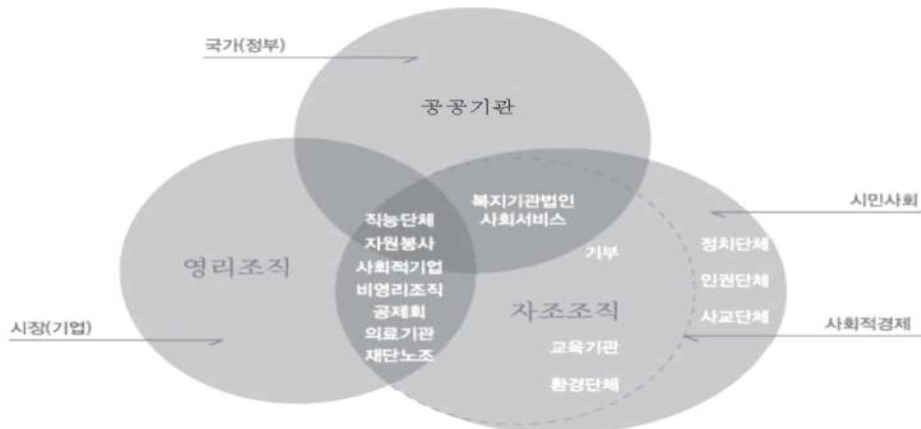 국가(정부)
공공기관
복지기관법인
사회서비스
시민사회
직능단체
자원봉사
사회적기업
비영리조직
공제회
의료기관
재단노조
영리조직
기부
정치단체
인권단체
사교단체
자조조직
시장(기업)
사회적경제
교육기관
환경단체